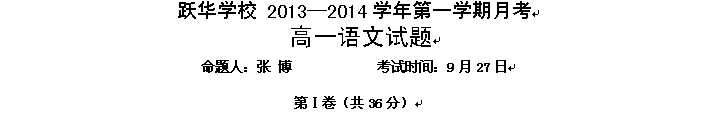 跃华学校 2013—2014 学年第一学期月考
高一语文试题
命题人：张 博 考试时间：9 月 27 日
第 I 卷（共 36 分）